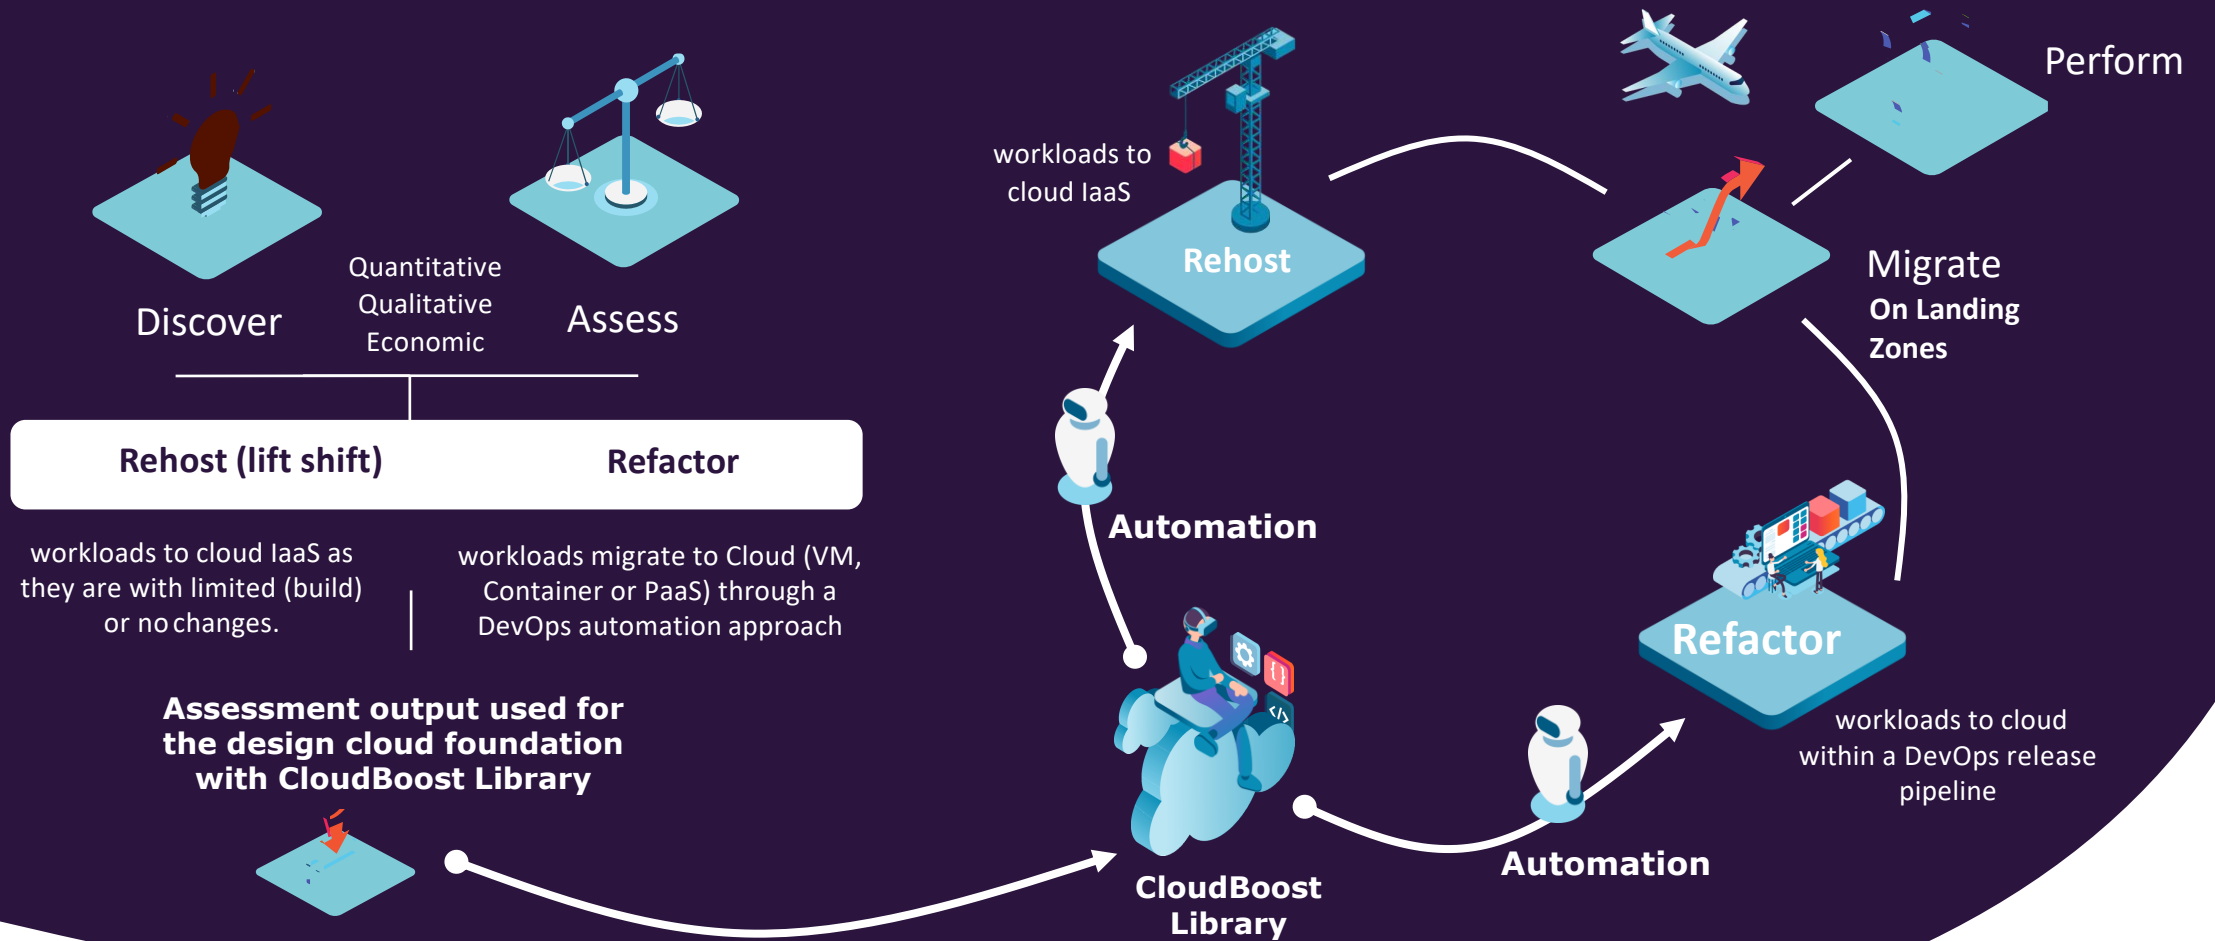 Discover
Quantitative
Qualitative
Economic
Assess
Rehost (lift shift)
Refactor
workloads to cloud IaaS as
they are with limited (build)
or no changes.
workloads migrate to Cloud (VM,
Container or PaaS) through a
DevOps automation approach
Assessment output used for
the design cloud foundation
with CloudBoost Library
CloudBoost
Library
Automation
workloads to
cloud IaaS
Rehost
Automation
Refactor
workloads to cloud
within a DevOps release
pipeline
Migrate
On Landing
Zones
Perform